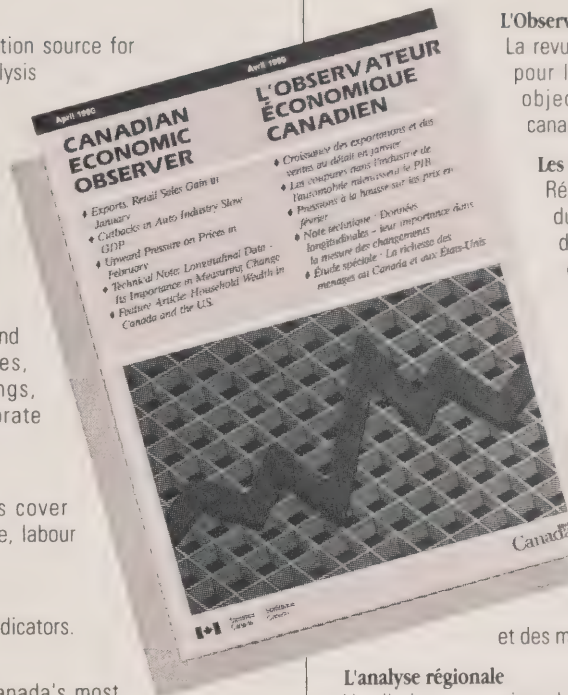 tion source for
lysis
nd
es,
ngs,
orate
s cover
e, labour
dicators.
anada's most
April 1990
Avril 1990
CANADIAN
ECONOMIC
OBSERVER
♦ Exports, Retail Sales Gain in
January
♦ Cutbacks in Auto Industry Slow
GDP
♦ Upward Pressure on Prices in
February
♦ Technical Note: Longitudinal Data -
Its Importance in Measuring Change
♦ Feature Article: Household Wealth in
Canada and the U.S.
L'OBSERVATEUR
ÉCONOMIQUE
CANADIEN
♦ Croissance des exportations et des
ventes au détail en janvier
♦ Les coupures dans l'industrie de
l'automobile ralentissent le PIB
♦ Pressions à la hausse sur les prix en
février
♦ Note technique : Données
longitudinales - leur importance dans
la mesure des changements
♦ Étude spéciale : La richesse des
ménages au Canada et aux États-Unis
Statistics Statistique
Canada Canada
Canada
L'Observ
La revu
pour l
objec
cana
Les
Ré
du
d
et des m
L'analyse régionale